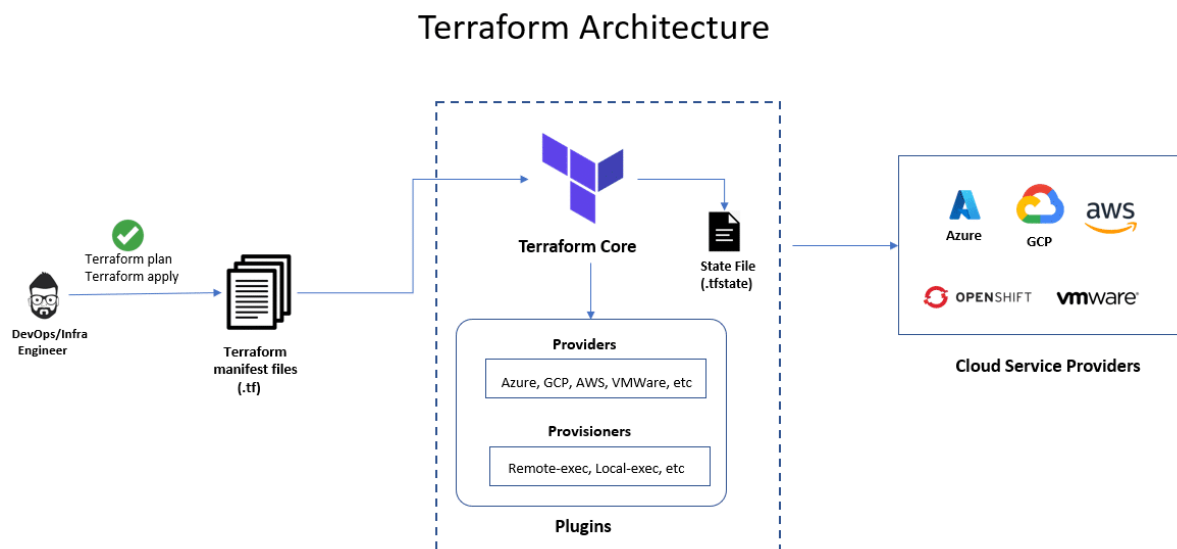 Terraform Architecture
Terraform plan
Terraform apply
DevOps/Infra
Engineer
Terraform
manifest files
(.tf)
Terraform Core
State File
(.tfstate)
Providers
Azure, GCP, AWS, VMWare, etc
Provisioners
Remote-exec, Local-exec, etc
Plugins
Azure
GCP
aws
OPENSHIFT
vmware®
Cloud Service Providers